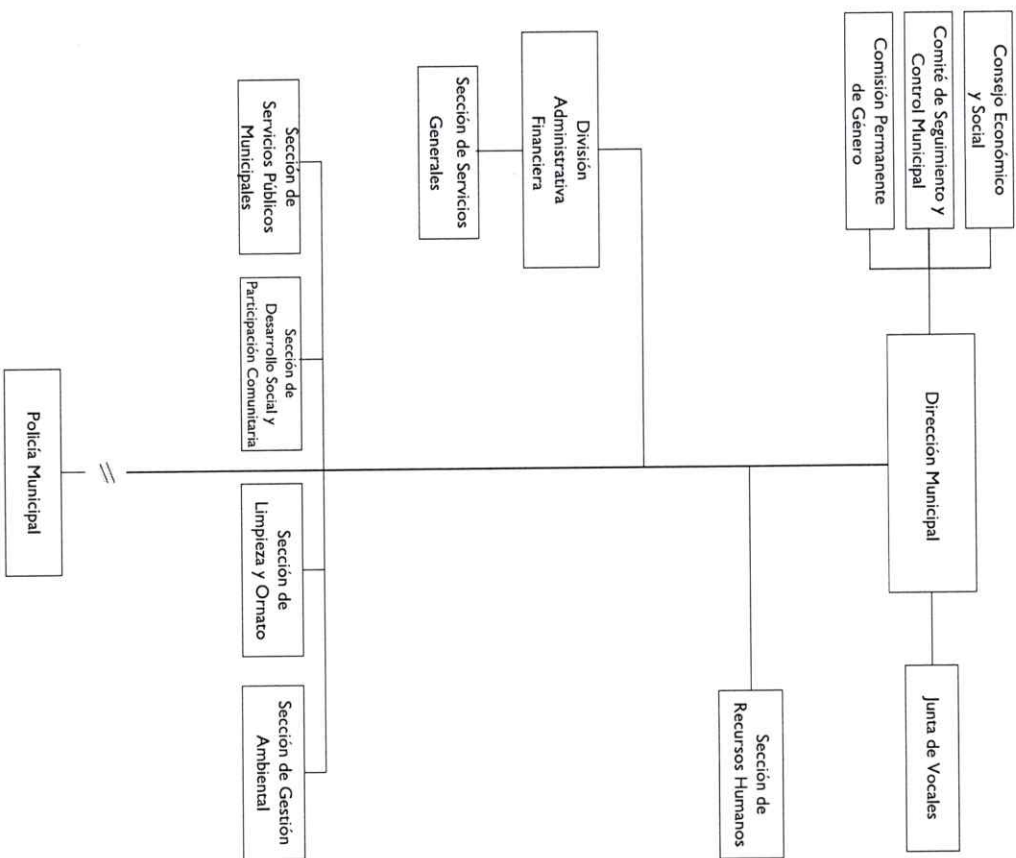 Consejo Económico
y Social
Comité de Seguimiento y
Control Municipal
Comisión Permanente
de Género
Dirección Municipal
Junta de Vocales
Sección de
Recursos Humanos
División
Administrativa
Financiera
Sección de Servicios
Generales
Sección de
Servicios Públicos
Municipales
Sección de
Desarrollo Social y
Participación Comunitaria
Sección de
Limpieza y Ornato
Sección de Gestión
Ambiental
Policía Municipal